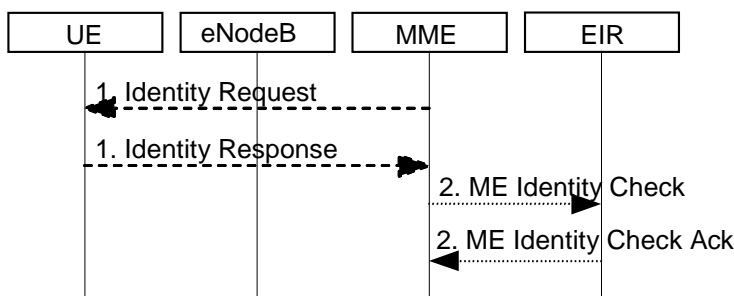 UE eNodeB MME EIR
1. Identity Request
1. Identity Response
2. ME Identity Check
2. ME Identity Check Ack